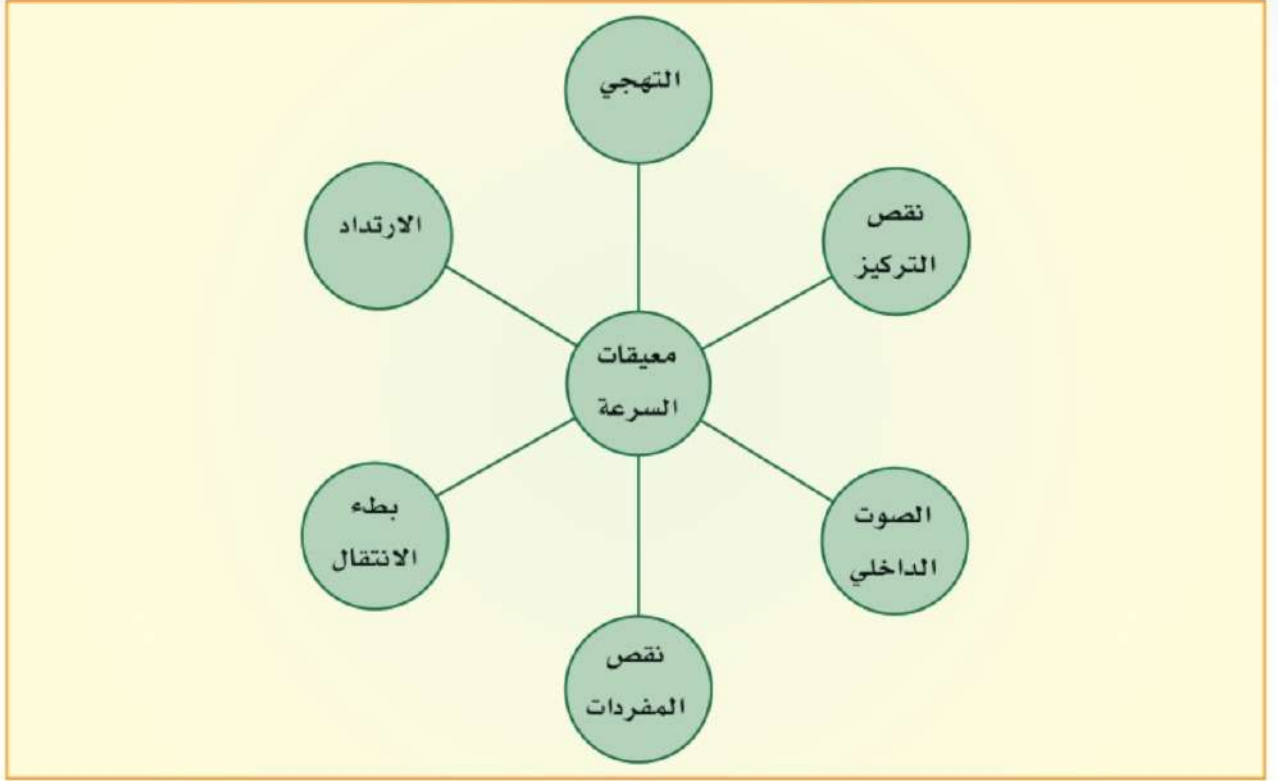 التهجي
نقص
التركيز
الارتداد
معيقات
السرعة
الصوت
الداخلي
بطء
الانتقال
نقص
المفردات